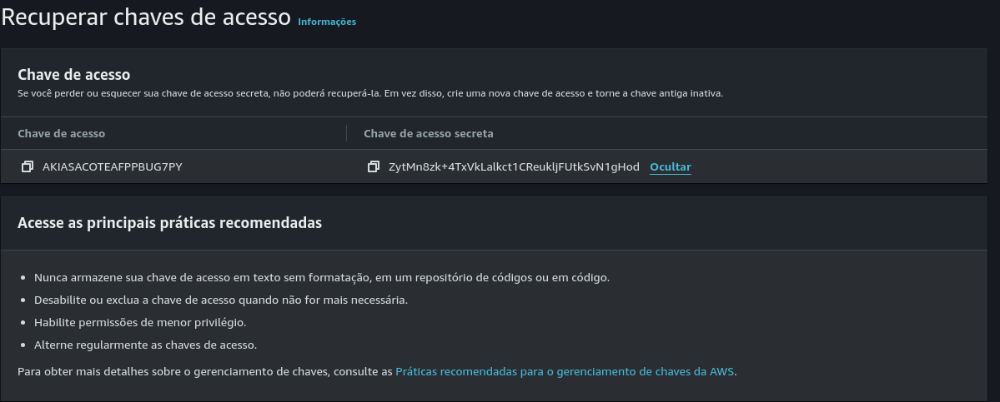 Recuperar chaves de acesso Informações
Chave de acesso
Se você perder ou esquecer sua chave de acesso secreta, não poderá recuperá-la. Em vez disso, crie uma nova chave de acesso e torne a chave antiga inativa.
Chave de acesso Chave de acesso secreta
AKIASACOTEAFPPBUG7PY ZytMn8zk+4TxVkLalkct1CReukljFUtkSvN1gHod Ocultar
Acesse as principais práticas recomendadas
Nunca armazene sua chave de acesso em texto sem formatação, em um repositório de códigos ou em código.
Desabilite ou exclua a chave de acesso quando não for mais necessária.
Habilite permissões de menor privilégio.
Alterne regularmente as chaves de acesso.
Para obter mais detalhes sobre o gerenciamento de chaves, consulte as Práticas recomendadas para o gerenciamento de chaves da AWS.